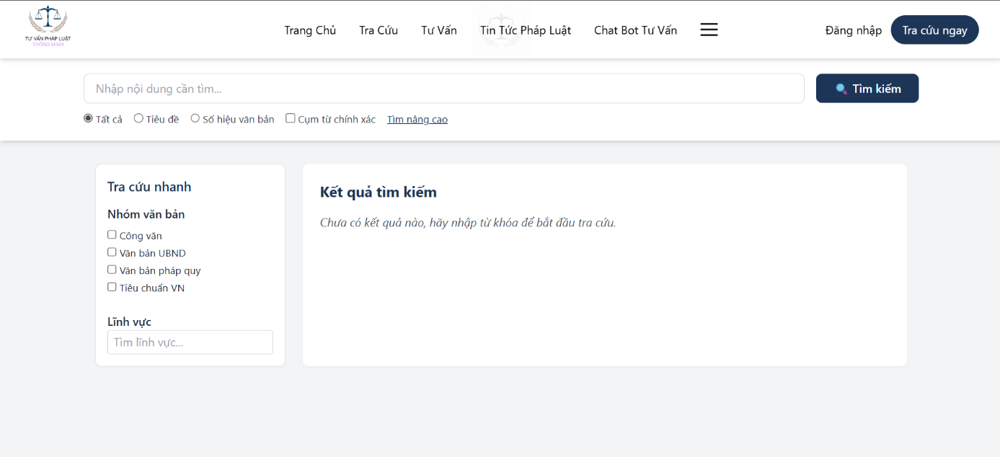 TƯ VẤN PHÁP LUẬT
THÔNG MINH
Trang Chủ Tra Cứu Tư Vấn Tin Tức Pháp Luật Chat Bot Tư Vấn Đăng nhập Tra cứu ngay
Nhập nội dung cần tìm... Tìm kiếm
Tất cả Tiêu đề Số hiệu văn bản Cụm từ chính xác Tìm nâng cao
Tra cứu nhanh
Nhóm văn bản
Công văn
Văn bản UBND
Văn bản pháp quy
Tiêu chuẩn VN
Lĩnh vực
Tìm lĩnh vực...
Kết quả tìm kiếm
Chưa có kết quả nào, hãy nhập từ khóa để bắt đầu tra cứu.